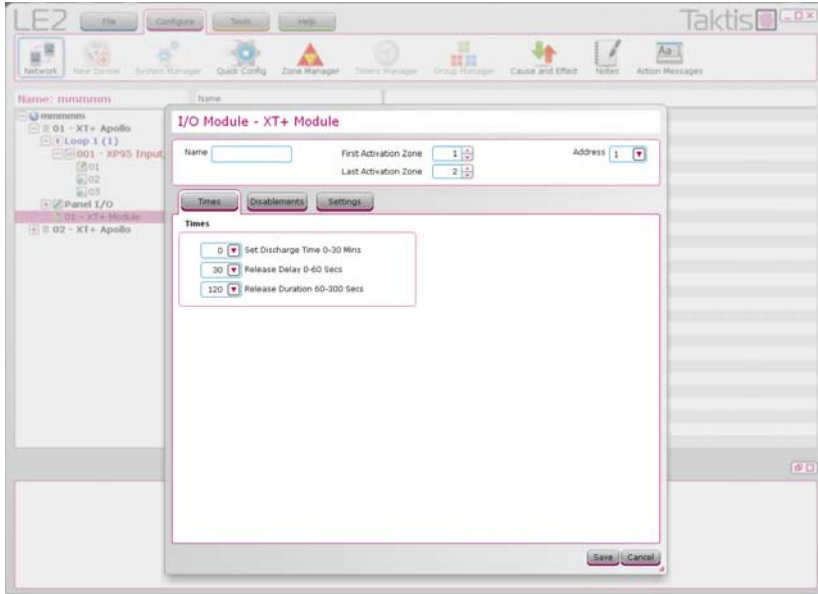 LE2
File
Configure
Tools
Help
Taktis
Network
New Device
System Manager
Quick Config
Zone Manager
Timers Manager
Group Manager
Cause and Effect
Notes
Aa
Action Messages
Name: mmmmmm
Name
mmmmmm
01 - XT+ Apollo
Loop 1 (1)
001 - XP95 Input
01
02
03
Panel I/O
01 - XT+ Module
02 - XT+ Apollo
I/O Module - XT+ Module
Name
First Activation Zone 1
Address 1
Last Activation Zone 2
Times
Disablements
Settings
Times
0 Set Discharge Time 0-30 Mins
30 Release Delay 0-60 Secs
120 Release Duration 60-300 Secs
Save
Cancel